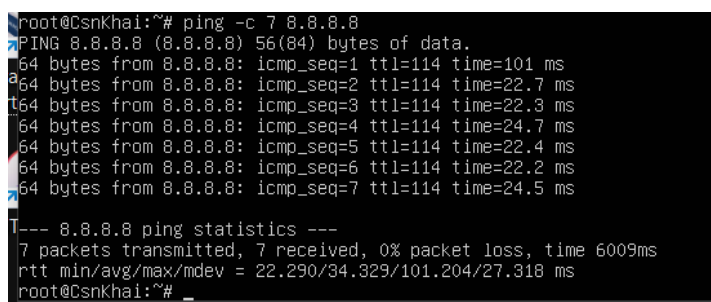 root@CsnKhai:~# ping -c 7 8.8.8.8
PING 8.8.8.8 (8.8.8.8) 56(84) bytes of data.
64 bytes from 8.8.8.8: icmp_seq=1 ttl=114 time=101 ms
64 bytes from 8.8.8.8: icmp_seq=2 ttl=114 time=22.7 ms
64 bytes from 8.8.8.8: icmp_seq=3 ttl=114 time=22.3 ms
64 bytes from 8.8.8.8: icmp_seq=4 ttl=114 time=24.7 ms
64 bytes from 8.8.8.8: icmp_seq=5 ttl=114 time=22.4 ms
64 bytes from 8.8.8.8: icmp_seq=6 ttl=114 time=22.2 ms
64 bytes from 8.8.8.8: icmp_seq=7 ttl=114 time=24.5 ms
--- 8.8.8.8 ping statistics ---
7 packets transmitted, 7 received, 0% packet loss, time 6009ms
rtt min/avg/max/mdev = 22.290/34.329/101.204/27.318 ms
root@CsnKhai:~# _